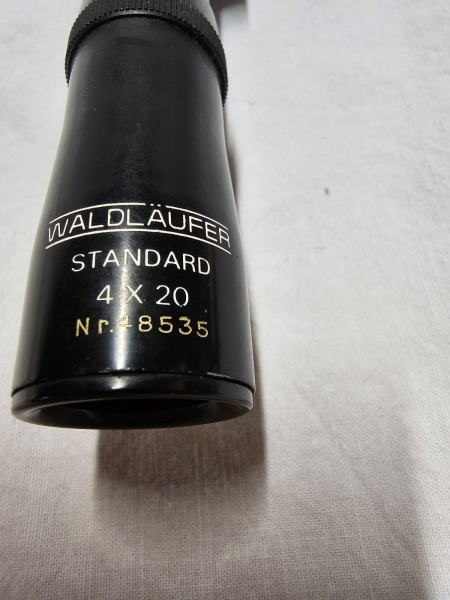 WALDLÄUFER
STANDARD
4 X 20
Nr.48535